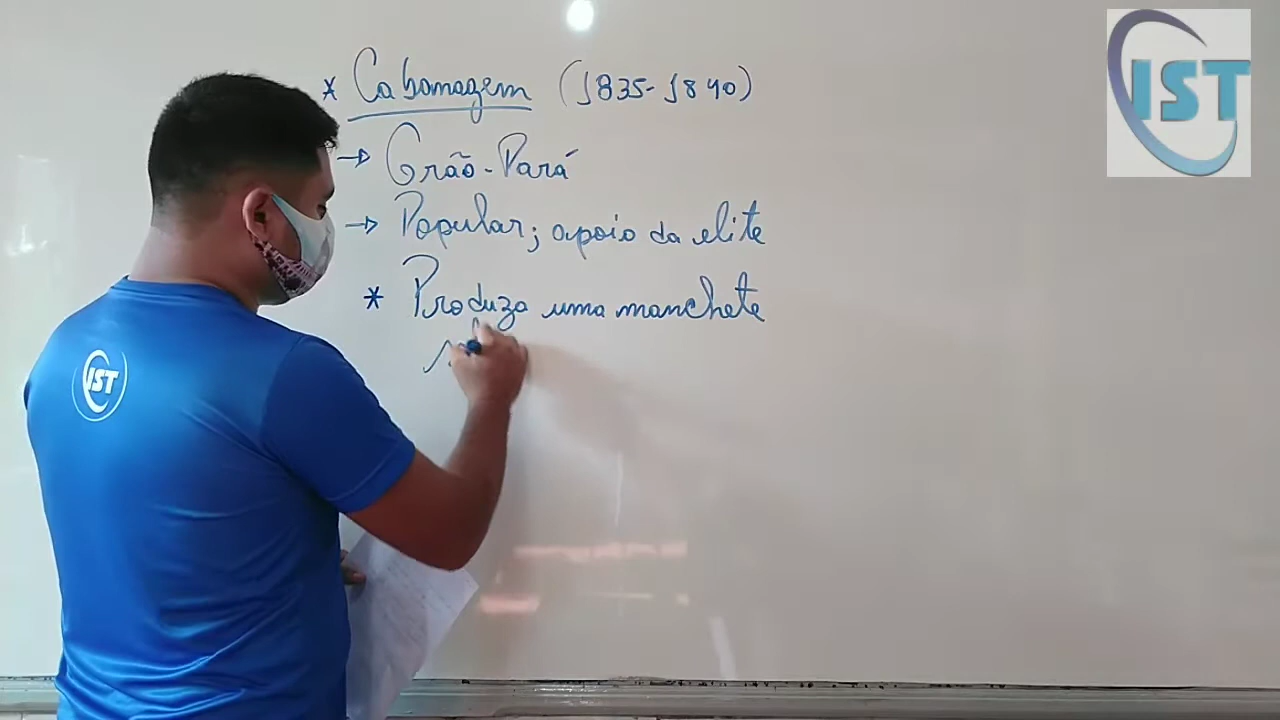 * Cabanagem (1835-1840)
→ Grão-Pará
→ Popular; apoio da elite
* Produza uma manchete
IST
IST